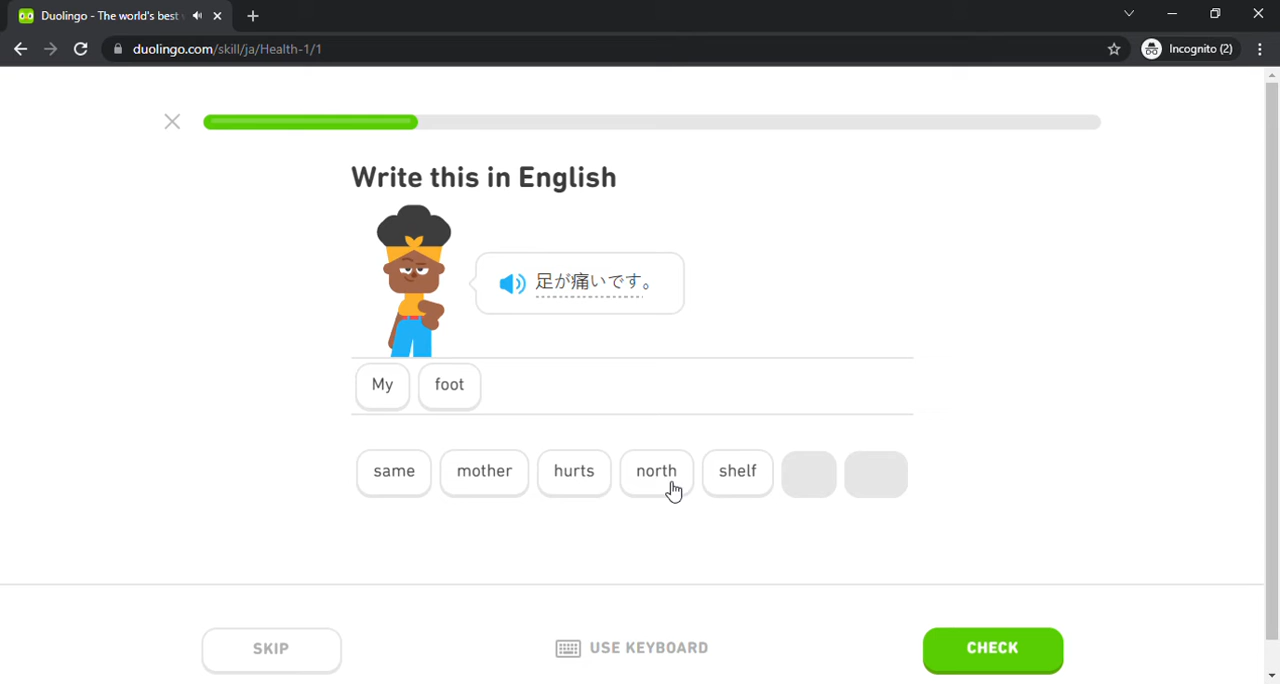 Duolingo - The world's best
duolingo.com/skill/ja/Health-1/1
Incognito (2)
Write this in English
足が痛いです。
My foot
same mother hurts north shelf
SKIP
USE KEYBOARD
CHECK